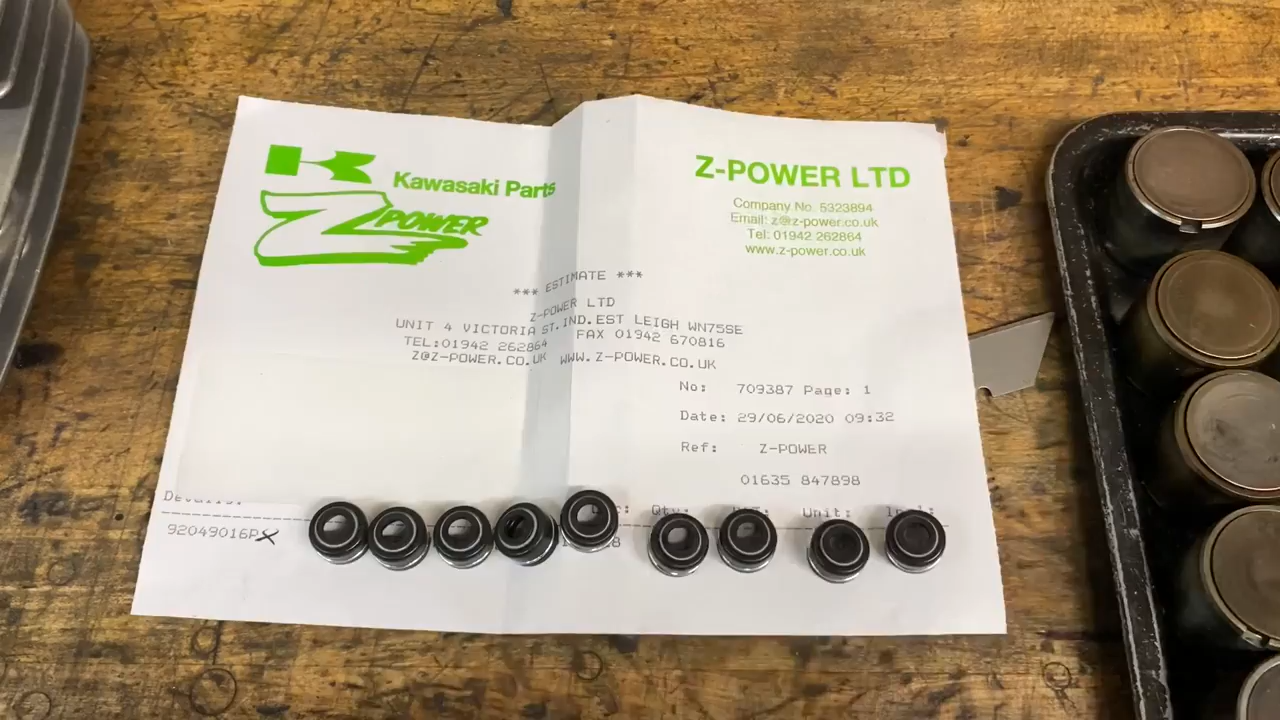 Kawasaki Parts
Z POWER
Z-POWER LTD
Company No. 5323894
Email: z@z-power.co.uk
Tel: 01942 262864
www.z-power.co.uk
*** ESTIMATE ***
Z-POWER LTD
UNIT 4 VICTORIA ST.IND.EST LEIGH WN75SE
TEL:01942 262864 FAX 01942 670816
Z@Z-POWER.CO.UK WWW.Z-POWER.CO.UK
No: 709387 Page: 1
Date: 29/06/2020 09:32
Ref: Z-POWER
01635 847898
Details: Qty: Unit:
92049016P